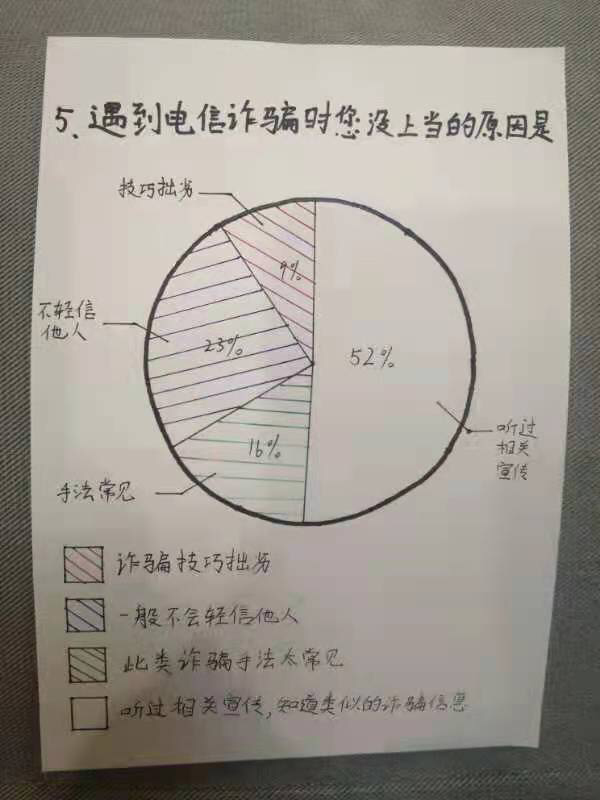 5、遇到电信诈骗时您没上当的原因是
技巧拙劣
9%
不轻信
他人
23%
52%
16%
听过
相关
宣传
手法常见
诈骗技巧拙劣
一般不会轻信他人
此类诈骗手法太常见
听过相关宣传,知道类似的诈骗信息